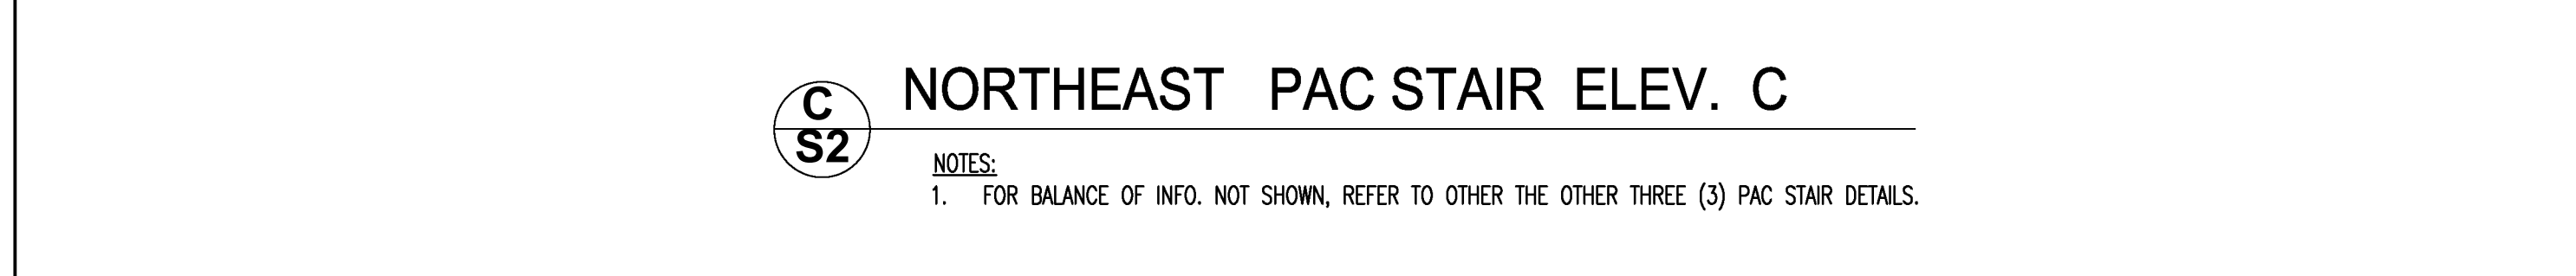 C
S2
NORTHEAST PAC STAIR ELEV. C
NOTES:
1. FOR BALANCE OF INFO. NOT SHOWN, REFER TO OTHER THE OTHER THREE (3) PAC STAIR DETAILS.